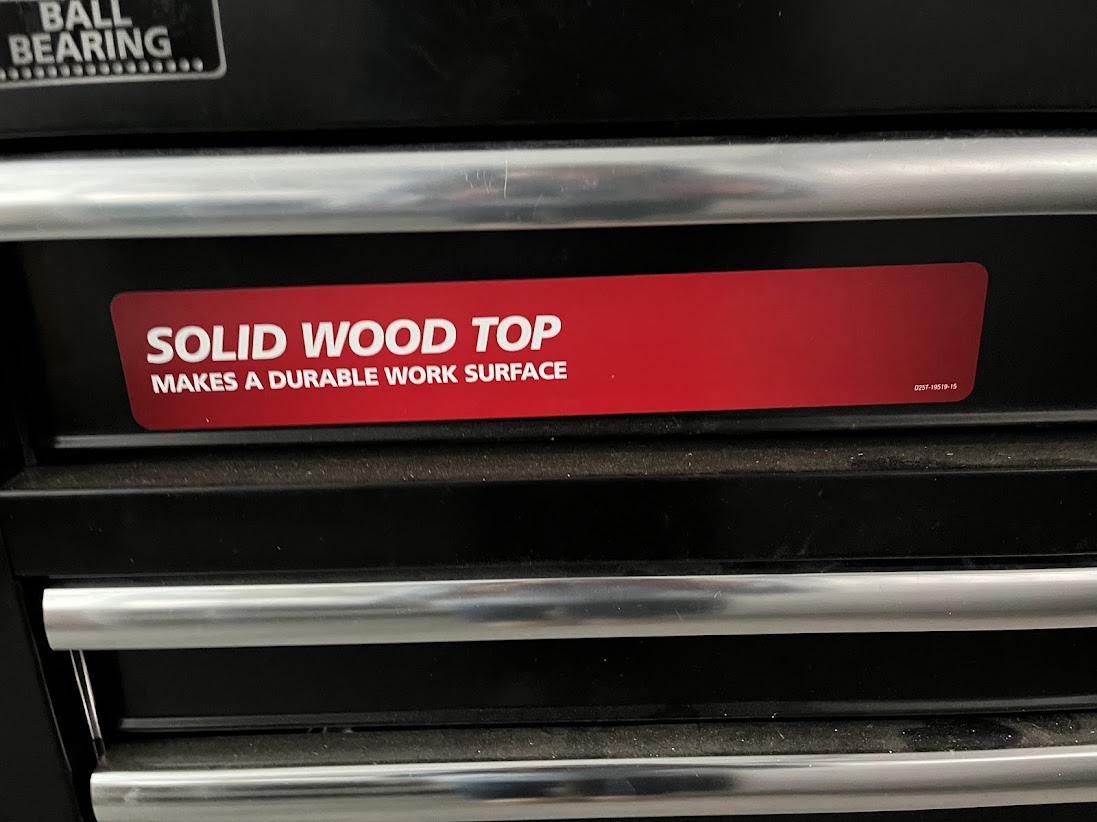 BALL
BEARING
SOLID WOOD TOP
MAKES A DURABLE WORK SURFACE
D25T-19519-15